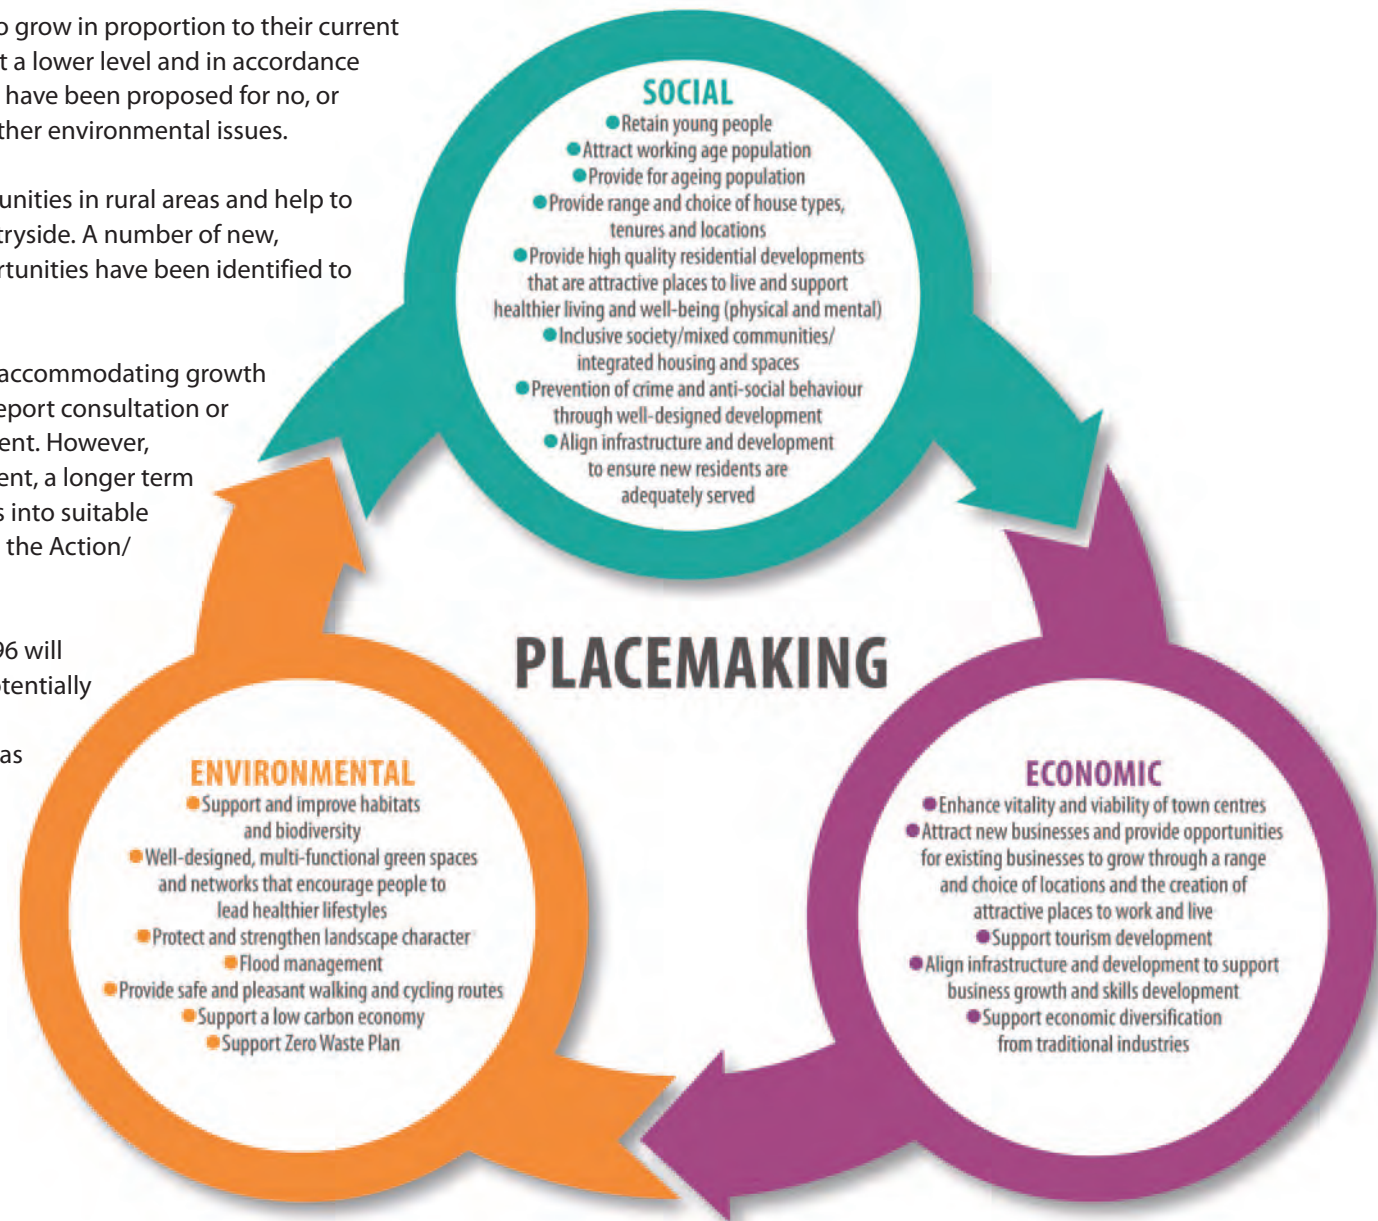 o grow in proportion to their current
t a lower level and in accordance
have been proposed for no, or
ther environmental issues.
unities in rural areas and help to
tryside. A number of new,
rtunities have been identified to
accommodating growth
eport consultation or
ent. However,
ent, a longer term
s into suitable
the Action/
96 will
otentially
as
SOCIAL
●Retain young people
●Attract working age population
●Provide for ageing population
●Provide range and choice of house types,
tenures and locations
●Provide high quality residential developments
that are attractive places to live and support
healthier living and well-being (physical and mental)
●Inclusive society/mixed communities/
integrated housing and spaces
●Prevention of crime and anti-social behaviour
through well-designed development
●Align infrastructure and development
to ensure new residents are
adequately served
PLACEMAKING
ENVIRONMENTAL
●Support and improve habitats
and biodiversity
●Well-designed, multi-functional green spaces
and networks that encourage people to
lead healthier lifestyles
●Protect and strengthen landscape character
●Flood management
●Provide safe and pleasant walking and cycling routes
●Support a low carbon economy
●Support Zero Waste Plan
ECONOMIC
●Enhance vitality and viability of town centres
●Attract new businesses and provide opportunities
for existing businesses to grow through a range
and choice of locations and the creation of
attractive places to work and live
●Support tourism development
●Align infrastructure and development to support
business growth and skills development
●Support economic diversification
from traditional industries